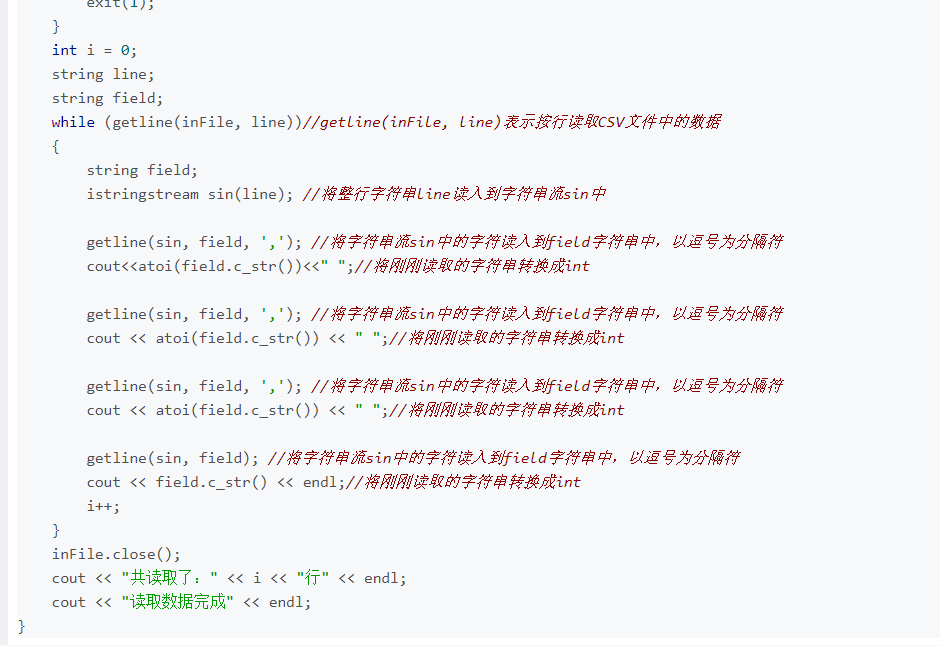 exit(1);
}
int i = 0;
string line;
string field;
while (getline(inFile, line))//getline(inFile, line)表示按行读取CSV文件中的数据
{
string field;
istringstream sin(line); //将整行字符串line读入到字符串流sin中
getline(sin, field, ','); //将字符串流sin中的字符读入到field字符串中，以逗号为分隔符
cout<<atoi(field.c_str())<<" ";//将刚刚读取的字符串转换成int
getline(sin, field, ','); //将字符串流sin中的字符读入到field字符串中，以逗号为分隔符
cout << atoi(field.c_str()) << " ";//将刚刚读取的字符串转换成int
getline(sin, field, ','); //将字符串流sin中的字符读入到field字符串中，以逗号为分隔符
cout << atoi(field.c_str()) << " ";//将刚刚读取的字符串转换成int
getline(sin, field); //将字符串流sin中的字符读入到field字符串中，以逗号为分隔符
cout << field.c_str() << endl;//将刚刚读取的字符串转换成int
i++;
}
inFile.close();
cout << "共读取了：" << i << "行" << endl;
cout << "读取数据完成" << endl;
}